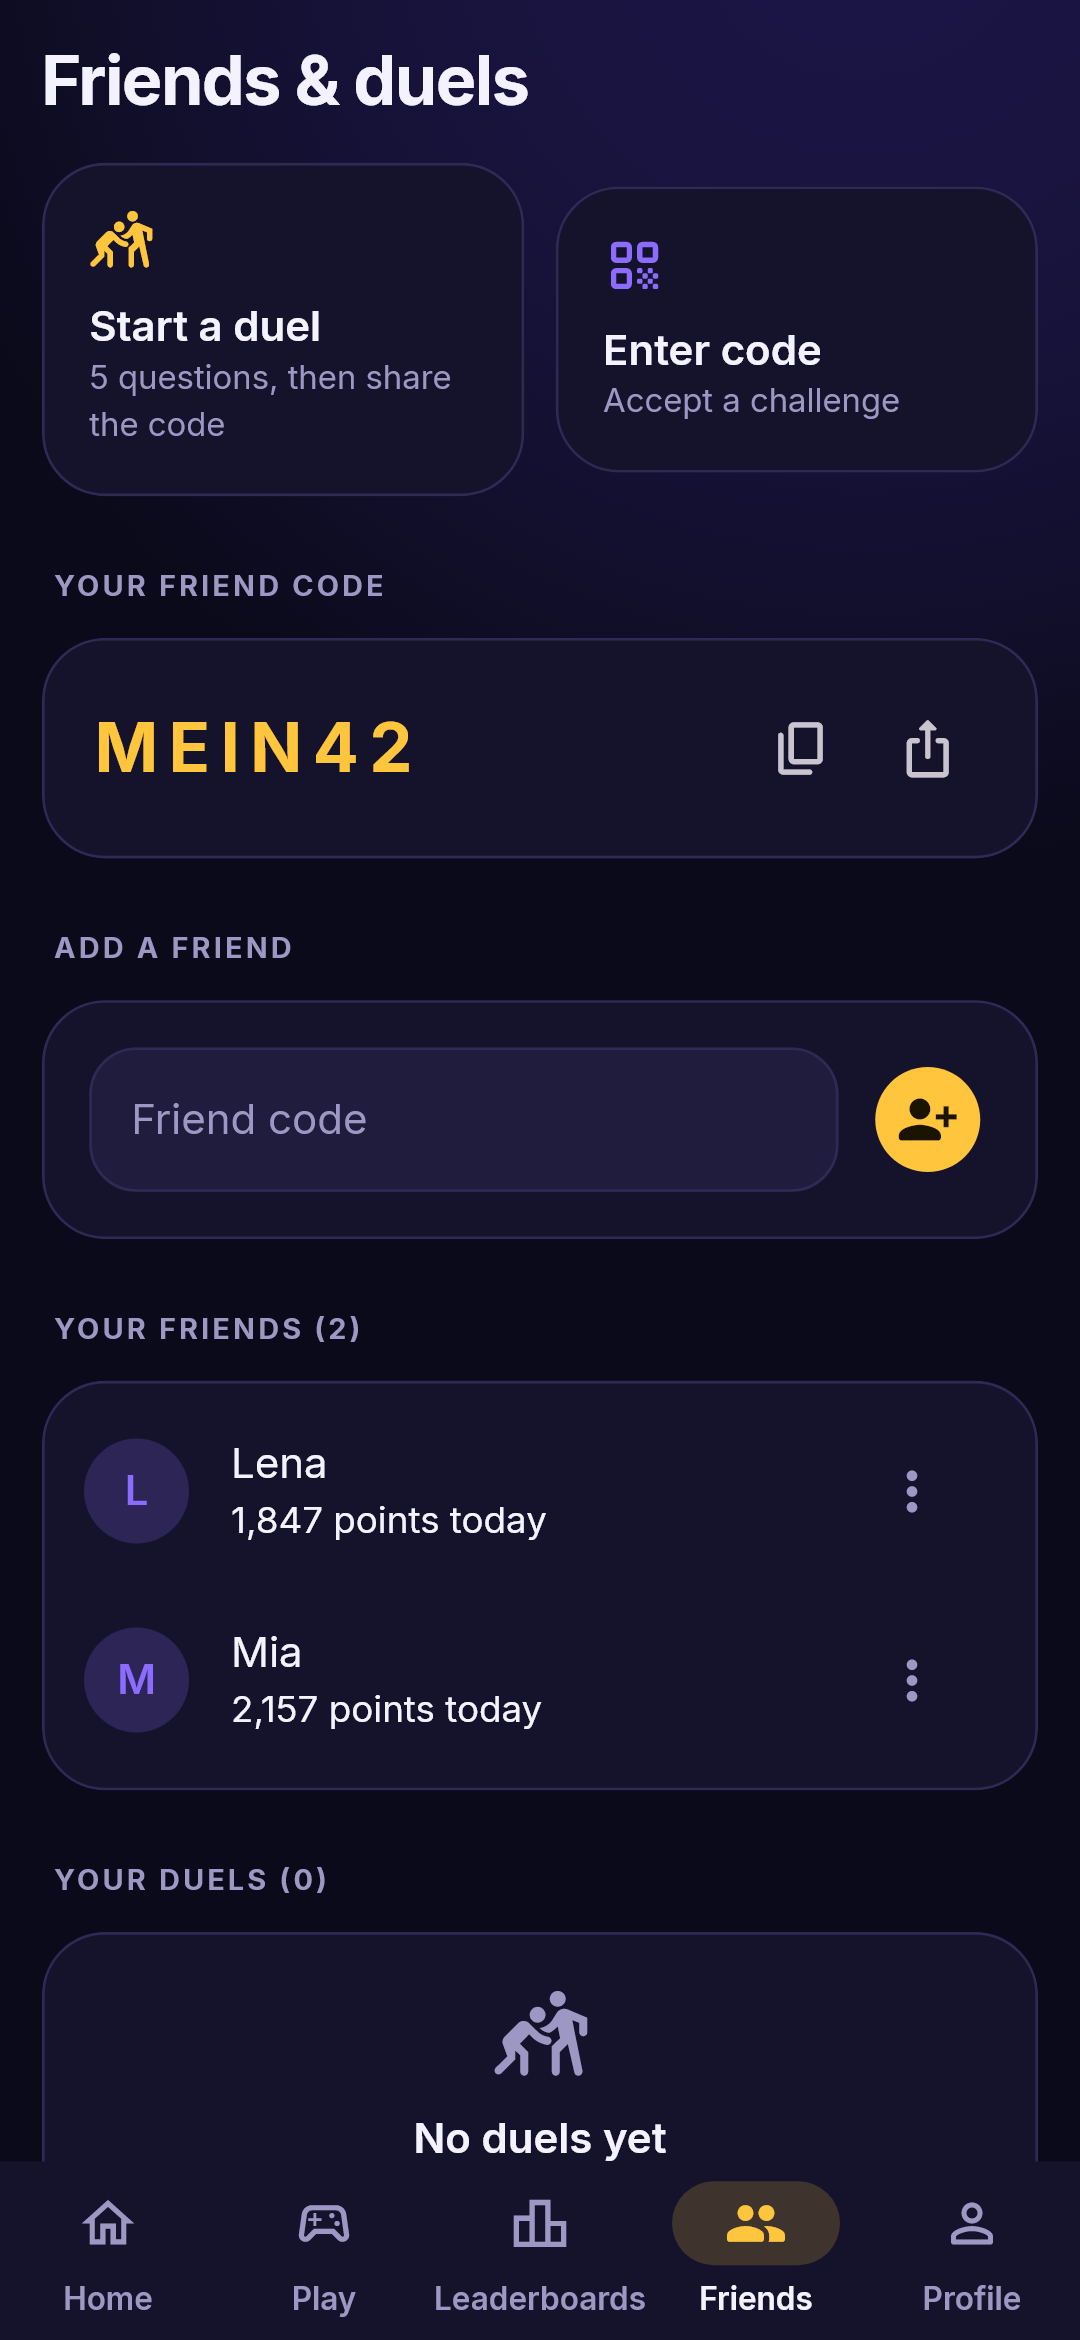 Friends & duels
Start a duel
5 questions, then share
the code
Enter code
Accept a challenge
YOUR FRIEND CODE
MEIN42
ADD A FRIEND
Friend code
YOUR FRIENDS (2)
L
Lena
1,847 points today
M
Mia
2,157 points today
YOUR DUELS (0)
No duels yet
Home
Play
Leaderboards
Friends
Profile